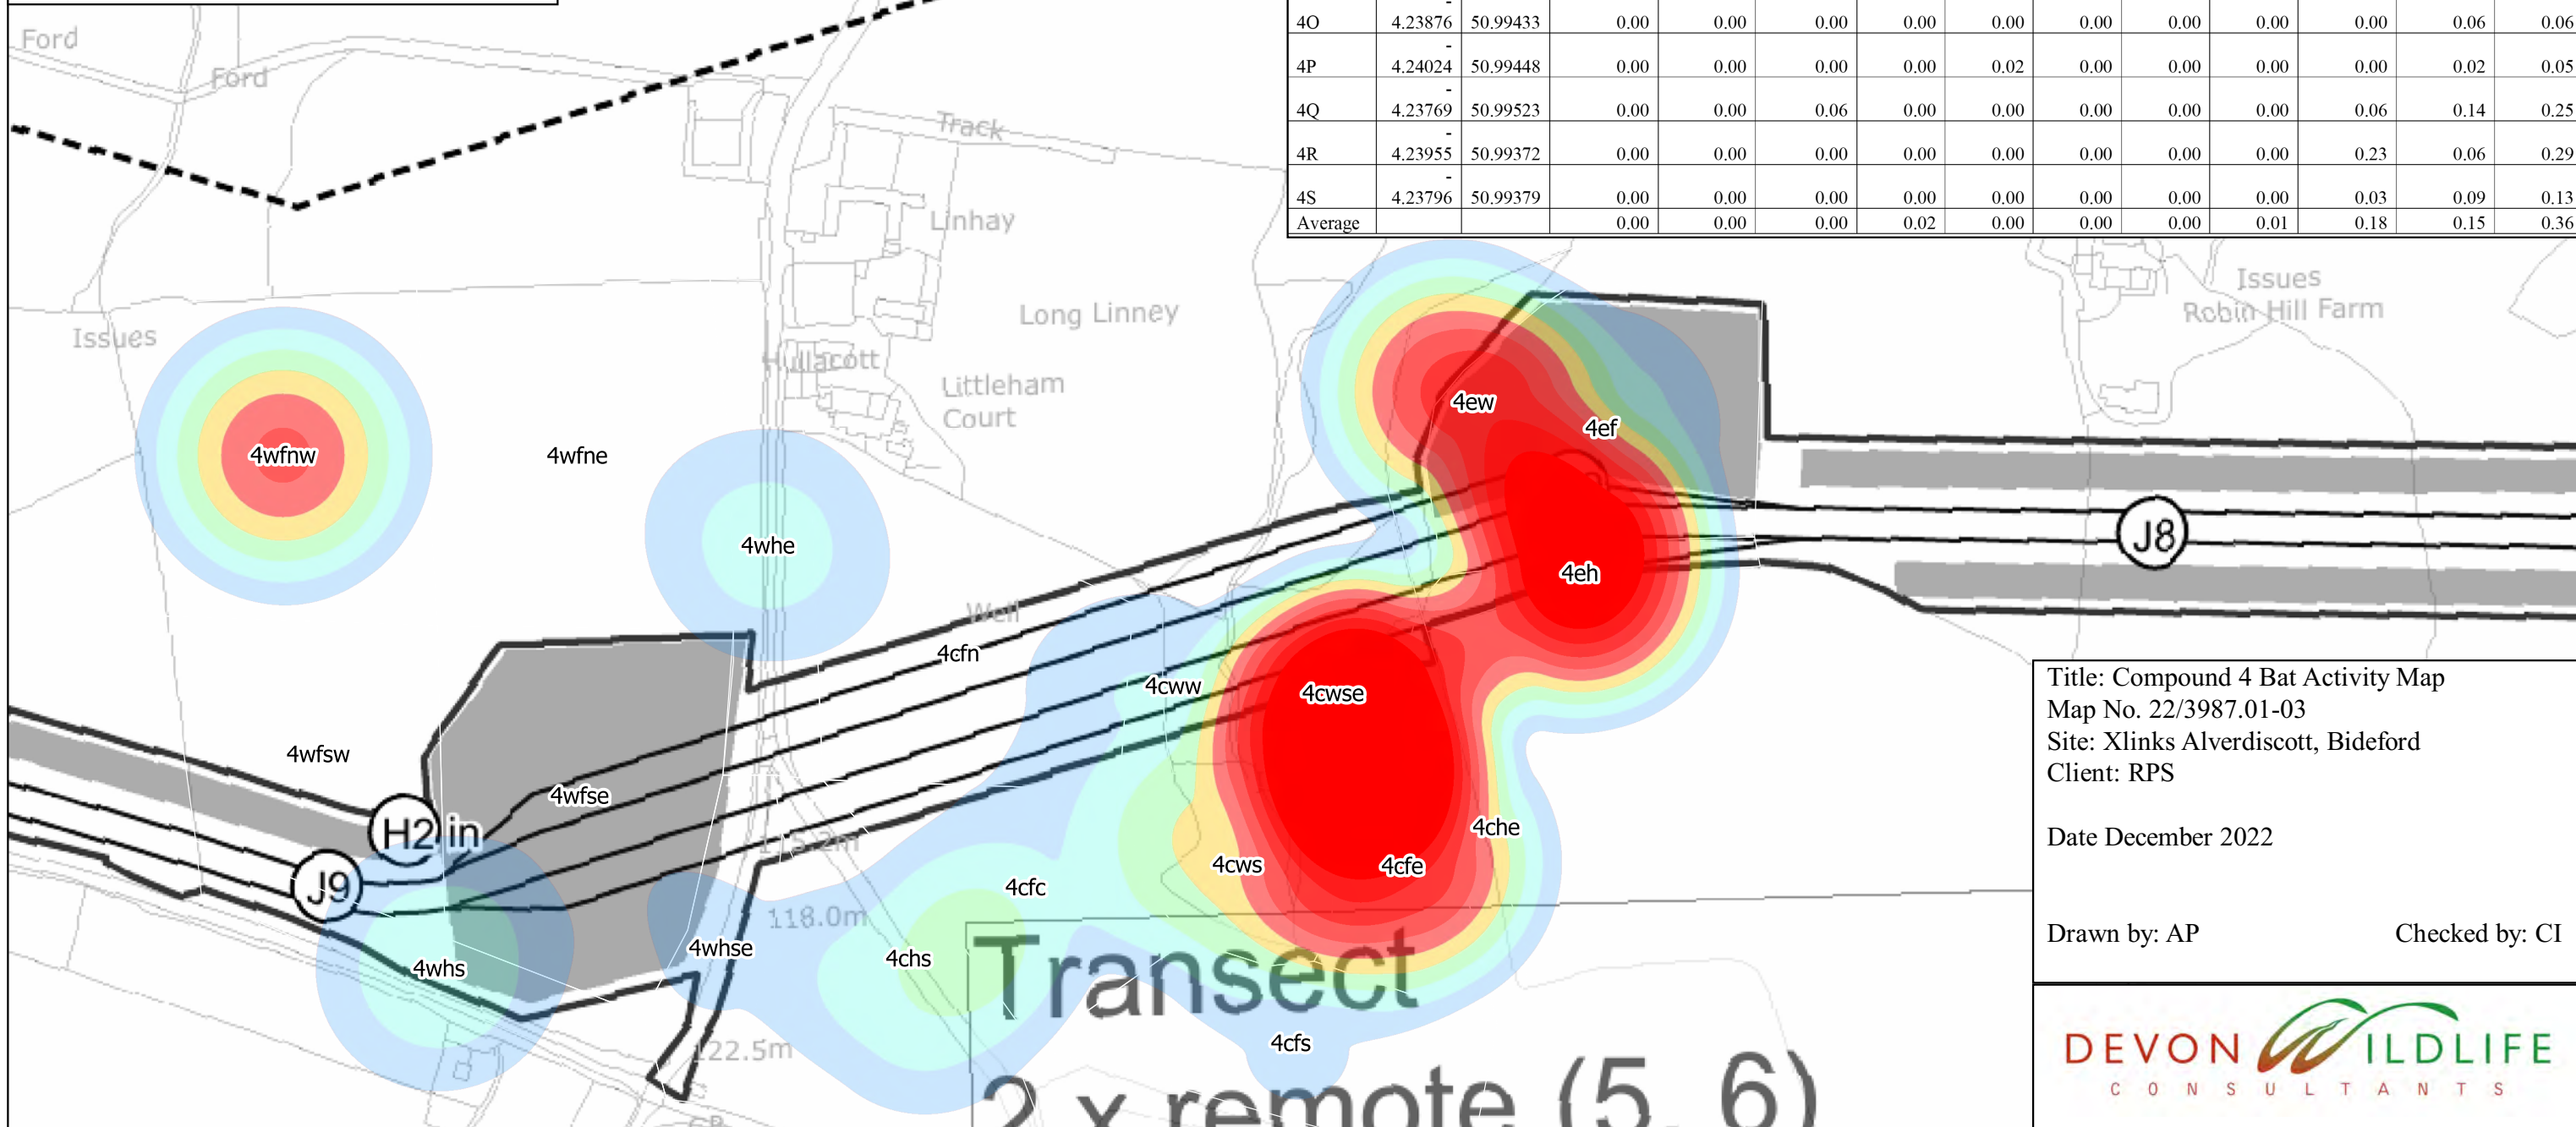 -
4O 4.23876 50.99433 0.00 0.00 0.00 0.00 0.00 0.00 0.00 0.00 0.00 0.06 0.06
-
4P 4.24024 50.99448 0.00 0.00 0.00 0.00 0.02 0.00 0.00 0.00 0.00 0.02 0.05
-
4Q 4.23769 50.99523 0.00 0.00 0.06 0.00 0.00 0.00 0.00 0.00 0.06 0.14 0.25
-
4R 4.23955 50.99372 0.00 0.00 0.00 0.00 0.00 0.00 0.00 0.00 0.23 0.06 0.29
-
4S 4.23796 50.99379 0.00 0.00 0.00 0.00 0.00 0.00 0.00 0.00 0.03 0.09 0.13
Average 0.00 0.00 0.00 0.02 0.00 0.00 0.00 0.01 0.18 0.15 0.36
Ford
Ford
Track
Linhay
Issues
Robin Hill Farm
Long Linney
Issues
Hullacott
Littleham
Court
4ew
4ef
4wfnw
4wfne
4whe
J8
4eh
Well
4cfn
4cww
4cwse
4wfsw
4wfse
H2 in
115.2m
4che
4cws
4cfe
J9
4cfc
118.0m
4whse
4chs
4whs
Transect
4cfs
122.5m
2 x remote (5, 6)
Title: Compound 4 Bat Activity Map
Map No. 22/3987.01-03
Site: Xlinks Alverdiscott, Bideford
Client: RPS
Date December 2022
Drawn by: AP Checked by: CI
DEVON WILDLIFE
CONSULTANTS